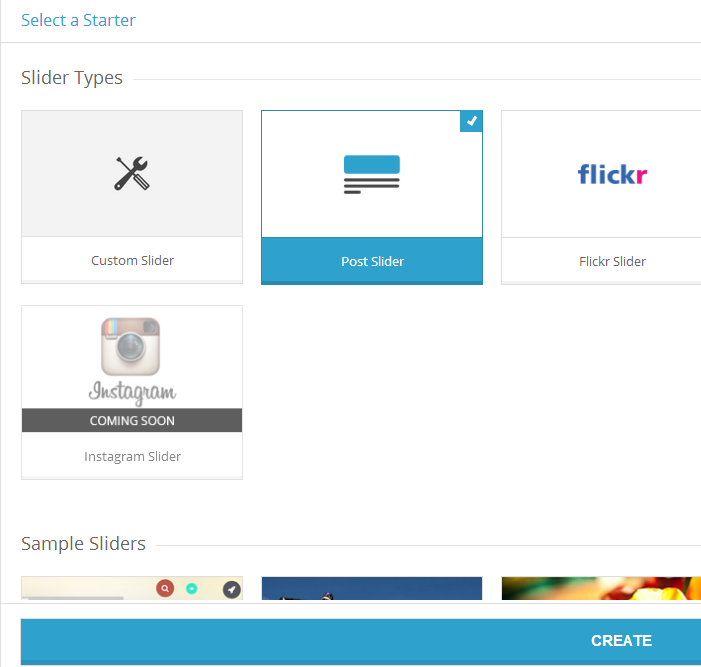 Select a Starter
Slider Types
Custom Slider
Post Slider
flickr
Flickr Slider
Instagram
COMING SOON
Instagram Slider
Sample Sliders
CREATE